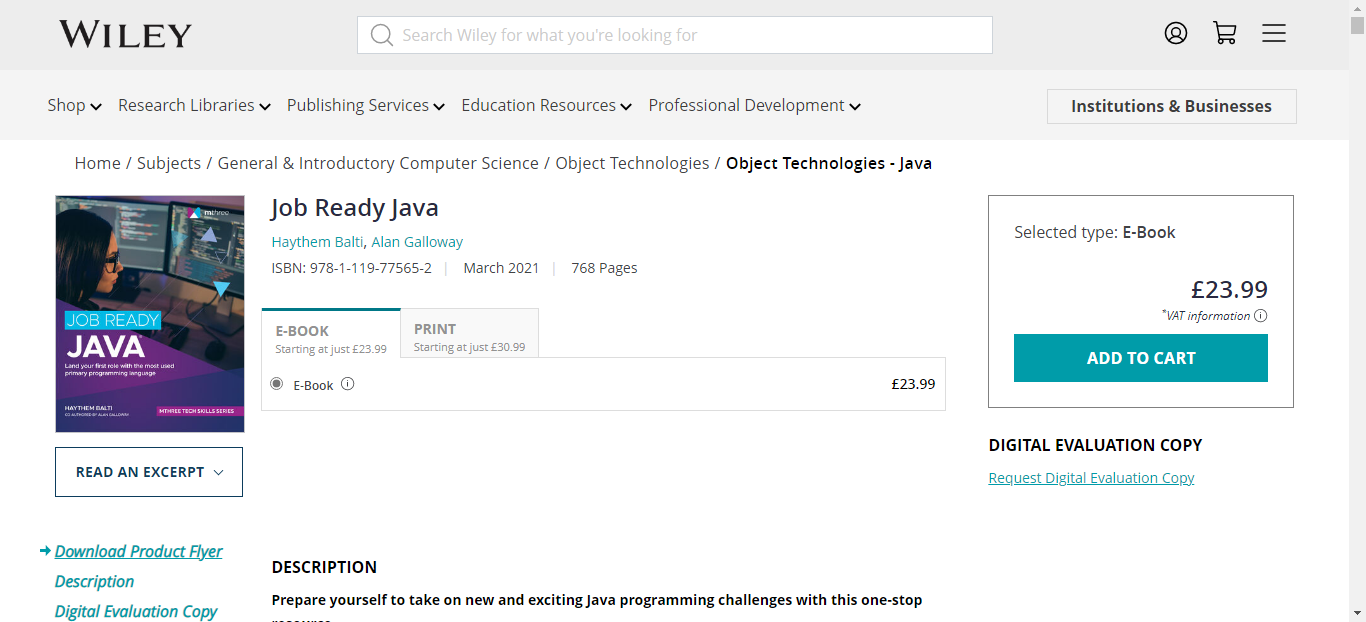 WILEY
Search Wiley for what you're looking for
Shop Research Libraries Publishing Services Education Resources Professional Development
Institutions & Businesses
Home / Subjects / General & Introductory Computer Science / Object Technologies / Object Technologies - Java
mthree
JOB READY
JAVA
Land your first role with the most used
primary programming language
HAYTHEM BALTI
CO-AUTHORED BY ALAN GALLOWAY
MTHREE TECH SKILLS SERIES
READ AN EXCERPT
Job Ready Java
Haythem Balti, Alan Galloway
ISBN: 978-1-119-77565-2 | March 2021 | 768 Pages
E-BOOK
Starting at just £23.99
PRINT
Starting at just £30.99
E-Book £23.99
Selected type: E-Book
£23.99
*VAT information
ADD TO CART
DIGITAL EVALUATION COPY
Request Digital Evaluation Copy
Download Product Flyer
Description
Digital Evaluation Copy
DESCRIPTION
Prepare yourself to take on new and exciting Java programming challenges with this one-stop